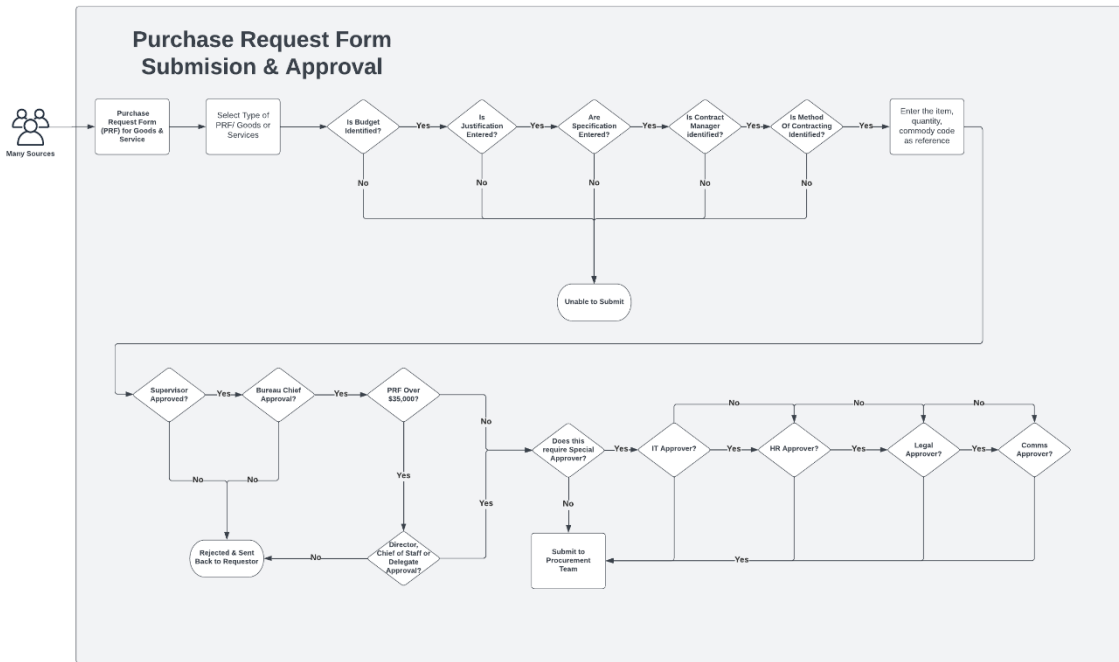 Purchase Request Form
Submision & Approval
Many Sources
Purchase
Request Form
(PRF) for Goods &
Service
Select Type of
PRF/ Goods or
Services
Is Budget
Identified?
Yes
Is
Justification
Entered?
Yes
Are
Specification
Entered?
Yes
Is Contract
Manager
identified?
Yes
Is Method
Of Contracting
Identified?
Yes
Enter the item,
quantity,
commody code
as reference
No
No
No
No
No
Unable to Submit
Supervisor
Approved?
Yes
Bureau Chief
Approval?
Yes
PRF Over
$35,000?
No
Yes
Yes
No
No
Rejected & Sent
Back to Requestor
No
Director,
Chief of Staff or
Delegate
Approval?
Does this
require Special
Approver?
Yes
No
Submit to
Procurement
Team
IT Approver?
Yes
HR Approver?
Yes
Legal
Approver?
Yes
Comma
Approver?
No
No
No
Yes